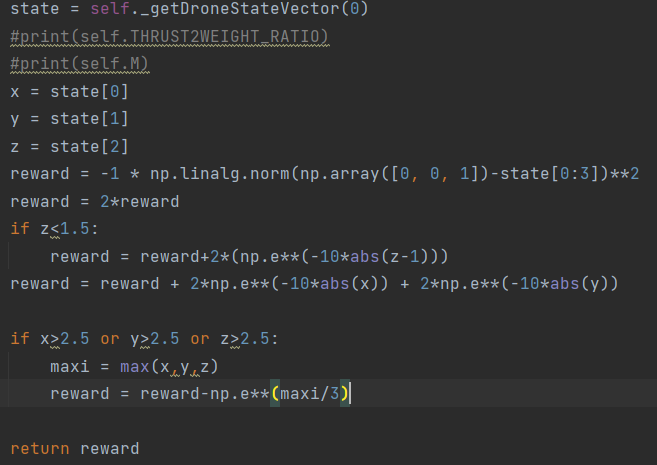 state = self._getDroneStateVector(0)
#print(self.THRUST2WEIGHT_RATIO)
#print(self.M)
x = state[0]
y = state[1]
z = state[2]
reward = -1 * np.linalg.norm(np.array([0, 0, 1])-state[0:3])**2
reward = 2*reward
if z<1.5:
    reward = reward+2*(np.e**(-10*abs(z-1)))
reward = reward + 2*np.e**(-10*abs(x)) + 2*np.e**(-10*abs(y))
if x>2.5 or y>2.5 or z>2.5:
    maxi = max(x,y,z)
    reward = reward-np.e**(maxi/3)
return reward